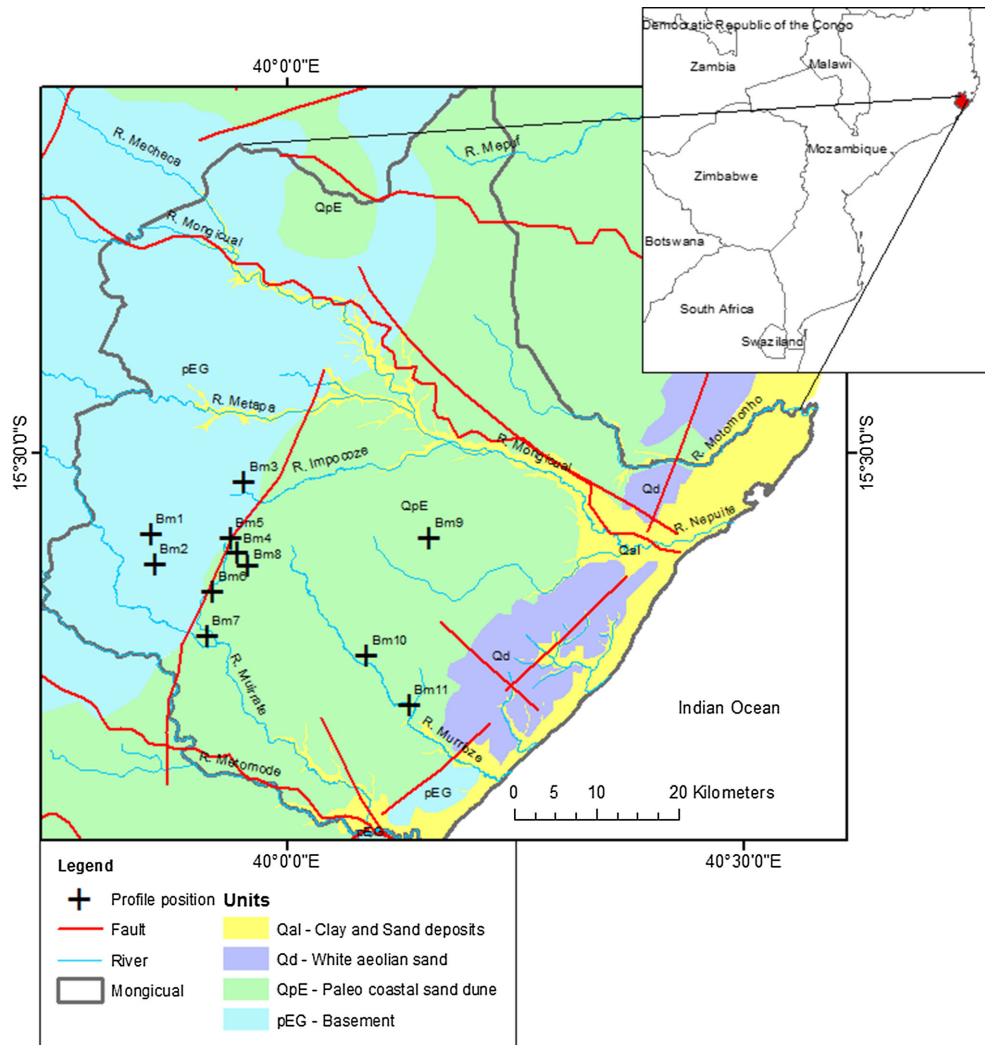 Democratic Republic of the Congo
Zambia
Malawi
Mozambique
Zimbabwe
Botswana
South Africa
Swaziland
40°0'0"E
R. Mecheca
R. Mepuf
QpE
R. Mongicual
pEG
R. Metapa
R. Motomonho
15°30'0"S
15°30'0"S
R. Mongicual
R. Impocoze
Bm3
Qd
QpE
R. Nepuite
Bm1
Bm5
Bm9
Bm4
Qal
Bm2
Bm8
Bm6
Bm7
Bm10
Qd
R. Muirrate
Bm11
Indian Ocean
R. Murroze
R. Metomode
pEG
0 5 10 20 Kilometers
pEG
40°0'0"E
40°30'0"E
Legend
Profile position
Fault
River
Mongicual
Units
Qal - Clay and Sand deposits
Qd - White aeolian sand
QpE - Paleo coastal sand dune
pEG - Basement